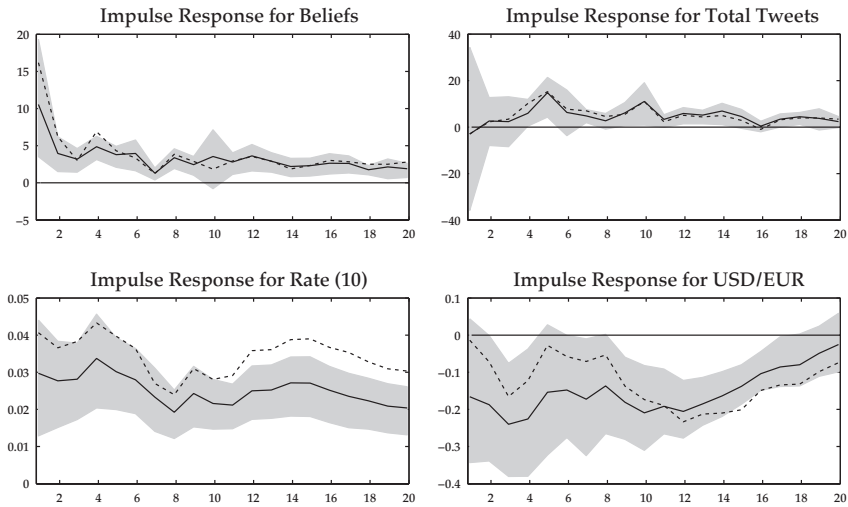 Impulse Response for Beliefs
20
15
10
5
0
−5
2 4 6 8 10 12 14 16 18 20
Impulse Response for Total Tweets
40
20
0
−20
−40
2 4 6 8 10 12 14 16 18 20
Impulse Response for Rate (10)
0.05
0.04
0.03
0.02
0.01
0
2 4 6 8 10 12 14 16 18 20
Impulse Response for USD/EUR
0.1
0
−0.1
−0.2
−0.3
−0.4
2 4 6 8 10 12 14 16 18 20